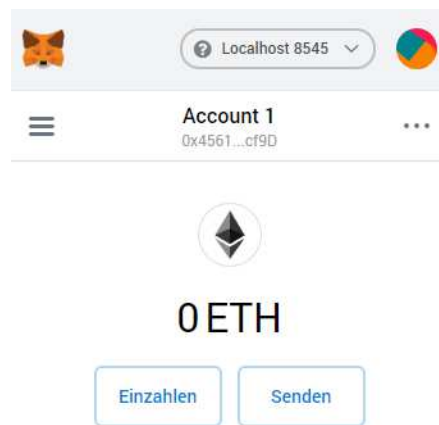 Localhost 8545
Account 1
0x4561...cf9D
0 ETH
Einzahlen
Senden